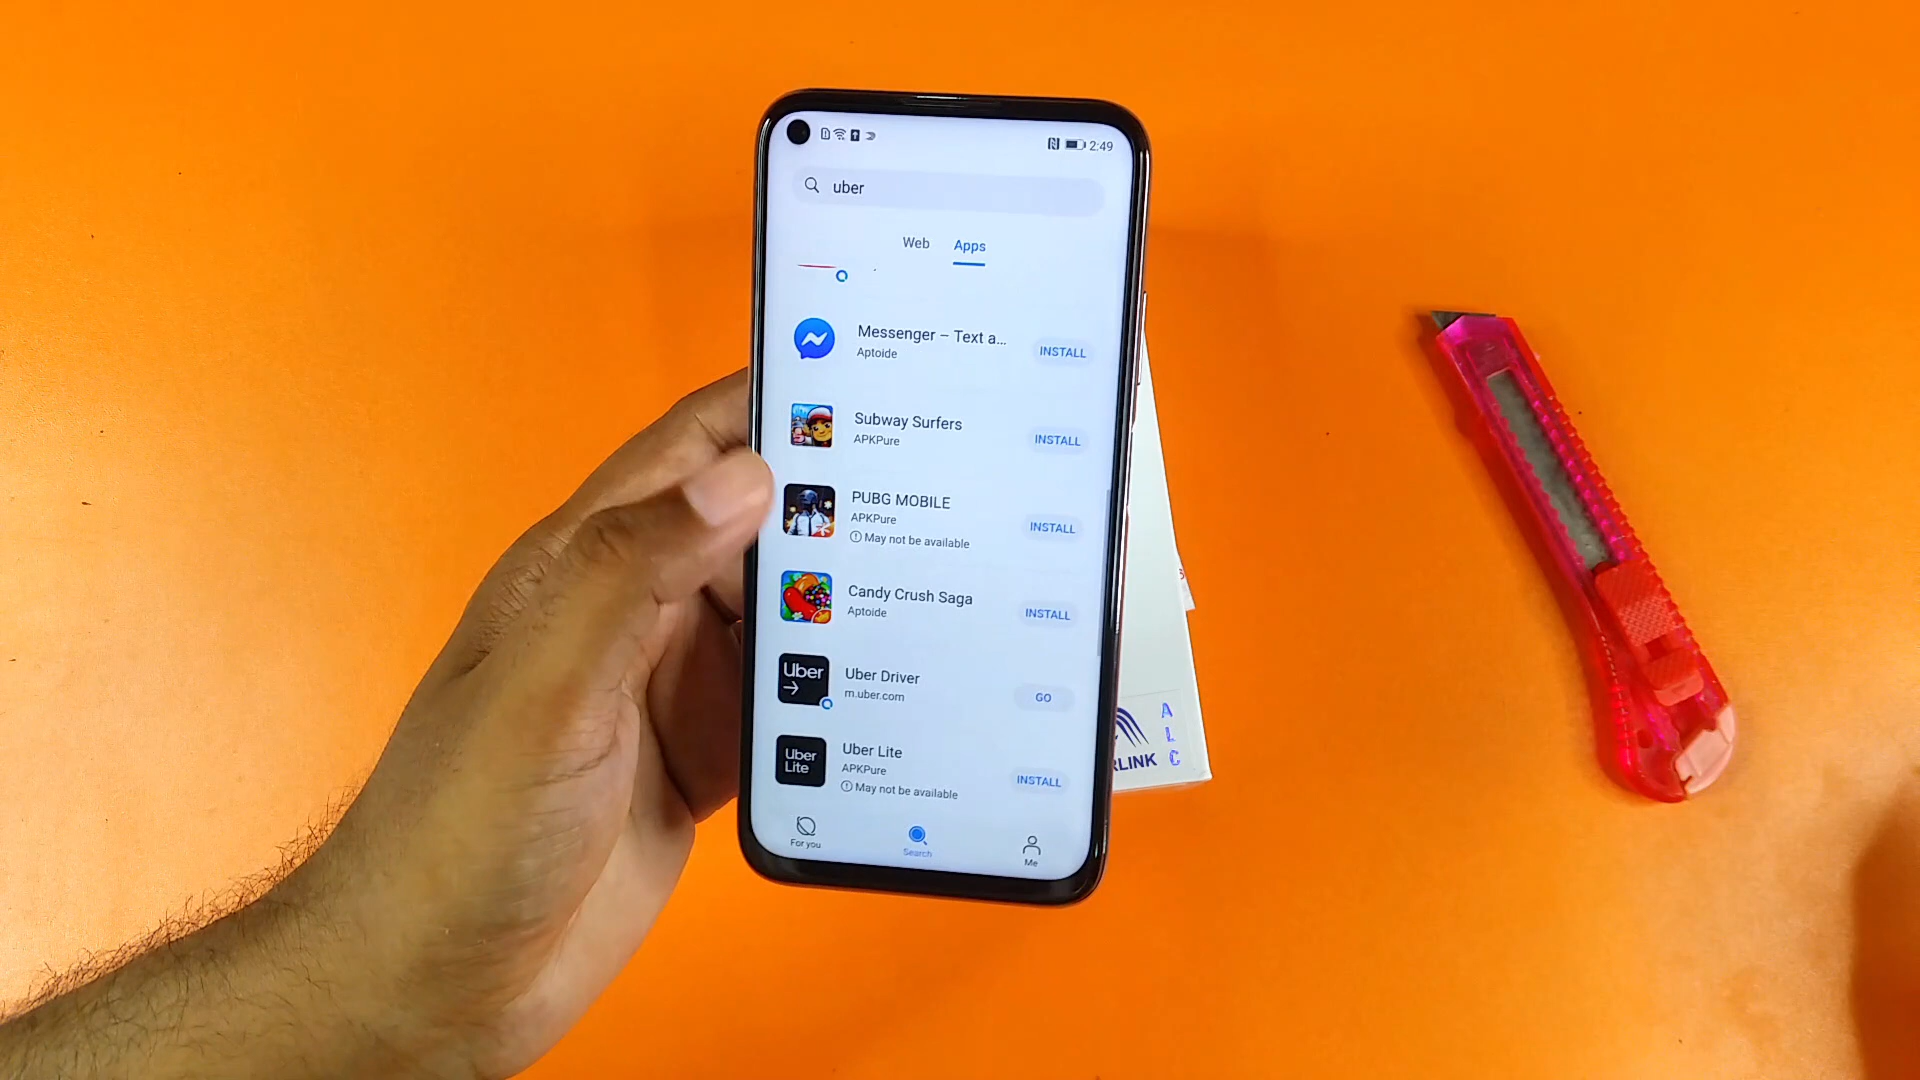 2:49
uber
Web Apps
Messenger – Text a...
Aptoide
INSTALL
Subway Surfers
APKPure
INSTALL
PUBG MOBILE
APKPure
May not be available
INSTALL
Candy Crush Saga
Aptoide
INSTALL
Uber
Uber Driver
m.uber.com
GO
Uber
Lite
Uber Lite
APKPure
May not be available
INSTALL
For you
Search
Me
RLINK
A
L
C